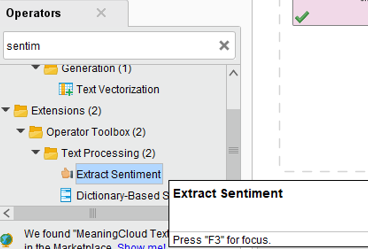 Operators
sentim
Generation (1)
Text Vectorization
Extensions (2)
Operator Toolbox (2)
Text Processing (2)
Extract Sentiment
Dictionary-Based S
Extract Sentiment
Press "F3" for focus.
We found "MeaningCloud Text
in the Marketplace. Show me!